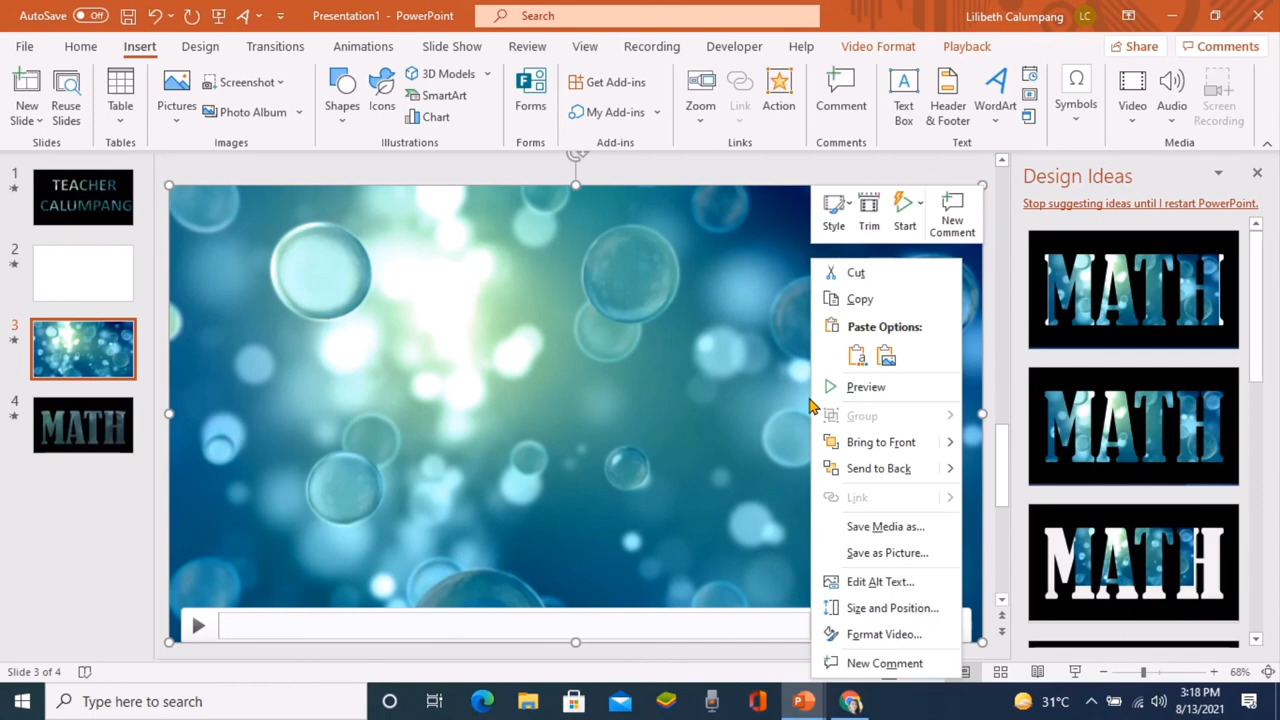 AutoSave Off Presentation1 - PowerPoint Search Lilibeth Calumpang LC
File Home Insert Design Transitions Animations Slide Show Review View Recording Developer Help Video Format Playback Share Comments
New Slide
Reuse Slides
Slides
Table
Tables
Pictures
Screenshot
Photo Album
Images
Shapes
Icons
3D Models
SmartArt
Chart
Illustrations
Forms
Forms
Get Add-ins
My Add-ins
Add-ins
Zoom
Link
Action
Links
Comment
Comments
Text Box
Header & Footer
WordArt
Text
Symbols
Video
Audio
Screen Recording
Media
1
TEACHER
CALUMPANG
2
3
4
MATH
Style
Trim
Start
New Comment
Cut
Copy
Paste Options:
Preview
Group
Bring to Front
Send to Back
Link
Save Media as...
Save as Picture...
Edit Alt Text...
Size and Position...
Format Video...
New Comment
Design Ideas
Stop suggesting ideas until I restart PowerPoint.
MATH
MATH
MATH
Slide 3 of 4
68%
Type here to search
31°C
3:18 PM
8/13/2021